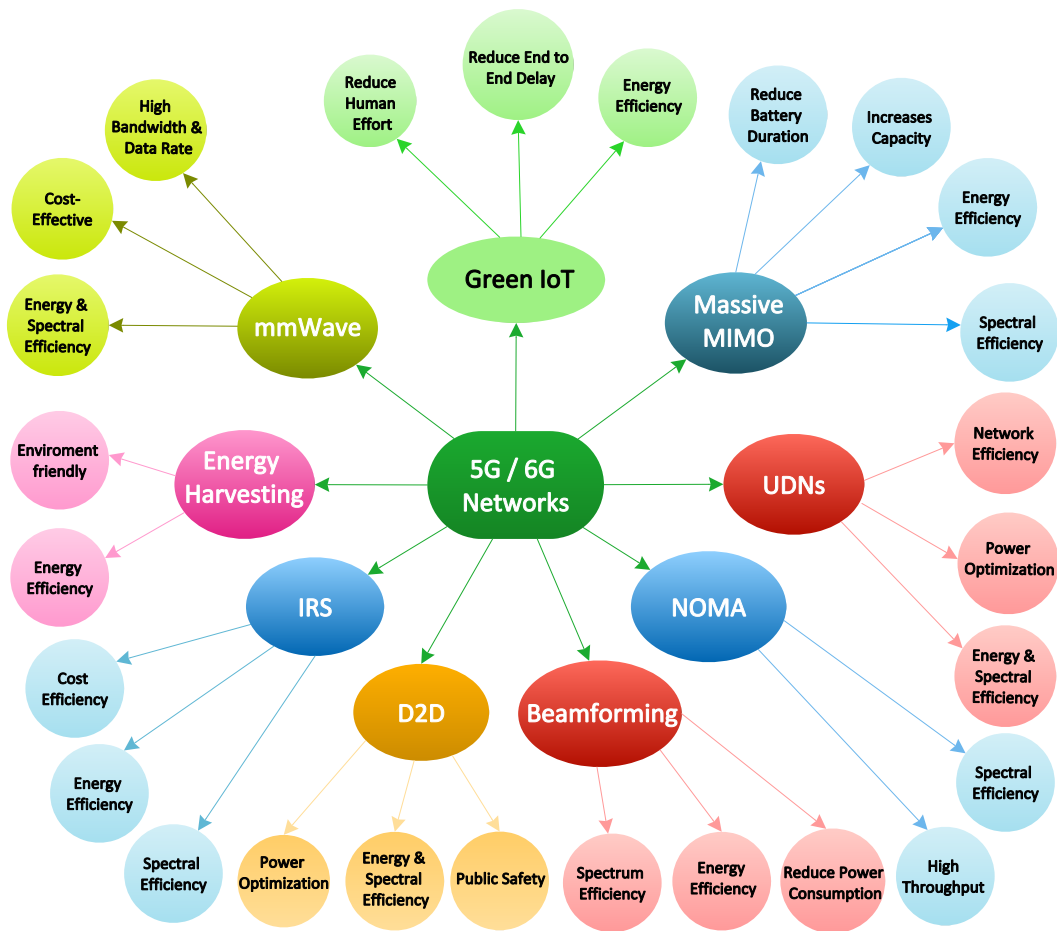 Reduce End to
End Delay
Reduce
Human
Effort
Energy
Efficiency
Reduce
Battery
Duration
Increases
Capacity
High
Bandwidth &
Data Rate
Cost-
Effective
Energy
Efficiency
Green IoT
mmWave
Massive
MIMO
Energy &
Spectral
Efficiency
Spectral
Efficiency
Enviroment
friendly
Energy
Harvesting
5G / 6G
Networks
UDNs
Network
Efficiency
Energy
Efficiency
Power
Optimization
IRS
NOMA
Cost
Efficiency
Energy &
Spectral
Efficiency
D2D
Beamforming
Energy
Efficiency
Spectral
Efficiency
Spectral
Efficiency
Power
Optimization
Energy &
Spectral
Efficiency
Public Safety
Spectrum
Efficiency
Energy
Efficiency
Reduce Power
Consumption
High
Throughput